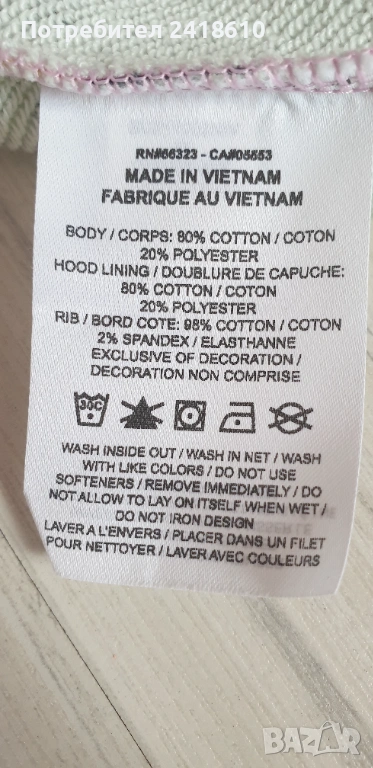 Потребител 2418610
RN#66323 - CA#05553
MADE IN VIETNAM
FABRIQUE AU VIETNAM
BODY / CORPS: 80% COTTON / COTON
20% POLYESTER
HOOD LINING / DOUBLURE DE CAPUCHE:
80% COTTON / COTON
20% POLYESTER
RIB / BORD COTE: 98% COTTON / COTON
2% SPANDEX / ELASTHANNE
EXCLUSIVE OF DECORATION /
DECORATION NON COMPRISE
30C
WASH INSIDE OUT / WASH IN NET / WASH
WITH LIKE COLORS / DO NOT USE
SOFTENERS / REMOVE IMMEDIATELY / DO
NOT ALLOW TO LAY ON ITSELF WHEN WET /
DO NOT IRON DESIGN
LAVER A L'ENVERS / PLACER DANS UN FILET
POUR NETTOYER / LAVER AVEC COULEURS
BAZAR